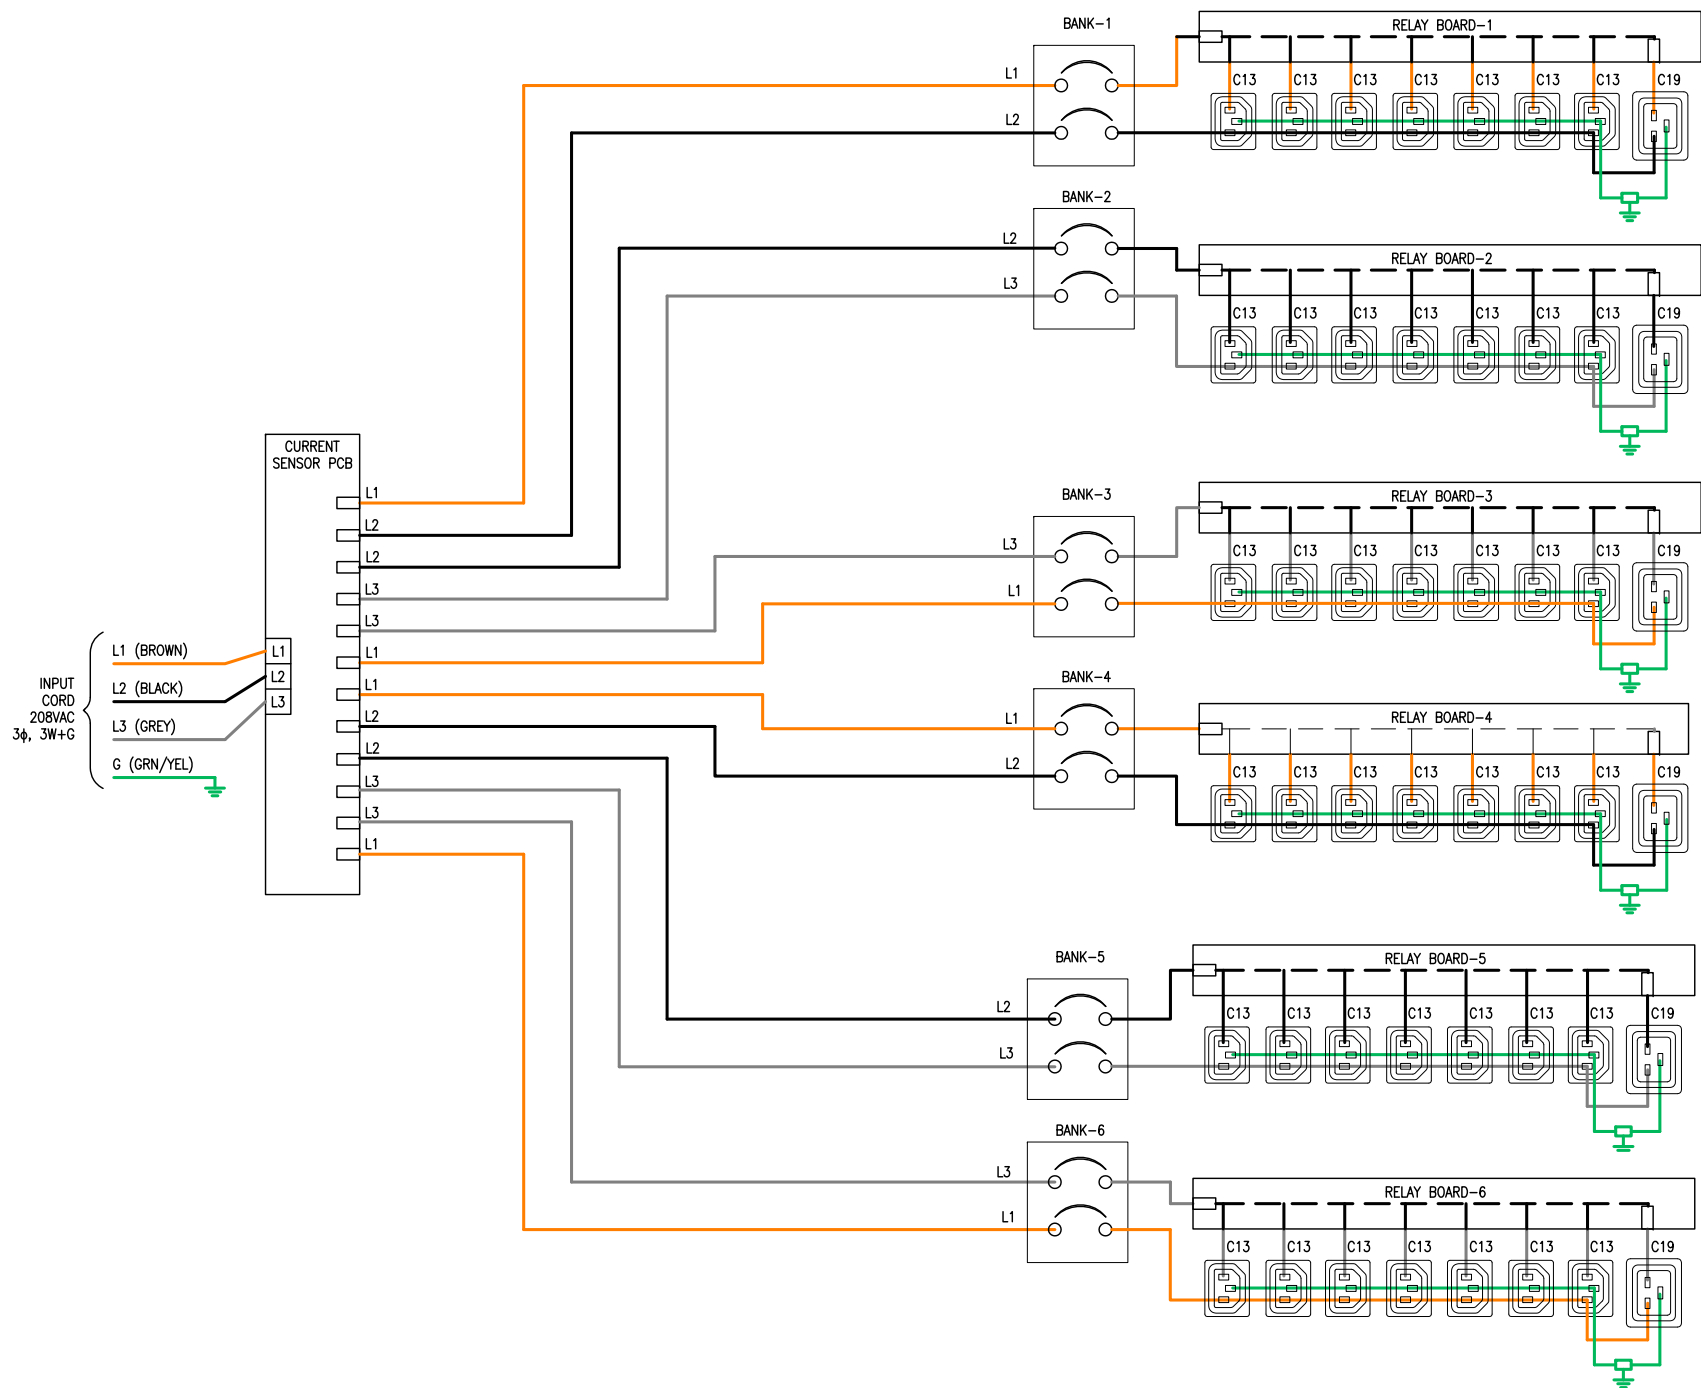 INPUT
CORD
208VAC
3ϕ, 3W+G
L1 (BROWN)
L2 (BLACK)
L3 (GREY)
G (GRN/YEL)
CURRENT
SENSOR PCB
L1
L2
L3
L1
L2
L2
L3
L3
L1
L1
L2
L2
L3
L3
L1
BANK-1
L1
L2
RELAY BOARD-1
C13 C13 C13 C13 C13 C13 C13 C19
BANK-2
L2
L3
RELAY BOARD-2
C13 C13 C13 C13 C13 C13 C13 C19
BANK-3
L3
L1
RELAY BOARD-3
C13 C13 C13 C13 C13 C13 C13 C19
BANK-4
L1
L2
RELAY BOARD-4
C13 C13 C13 C13 C13 C13 C13 C19
BANK-5
L2
L3
RELAY BOARD-5
C13 C13 C13 C13 C13 C13 C13 C19
BANK-6
L3
L1
RELAY BOARD-6
C13 C13 C13 C13 C13 C13 C13 C19